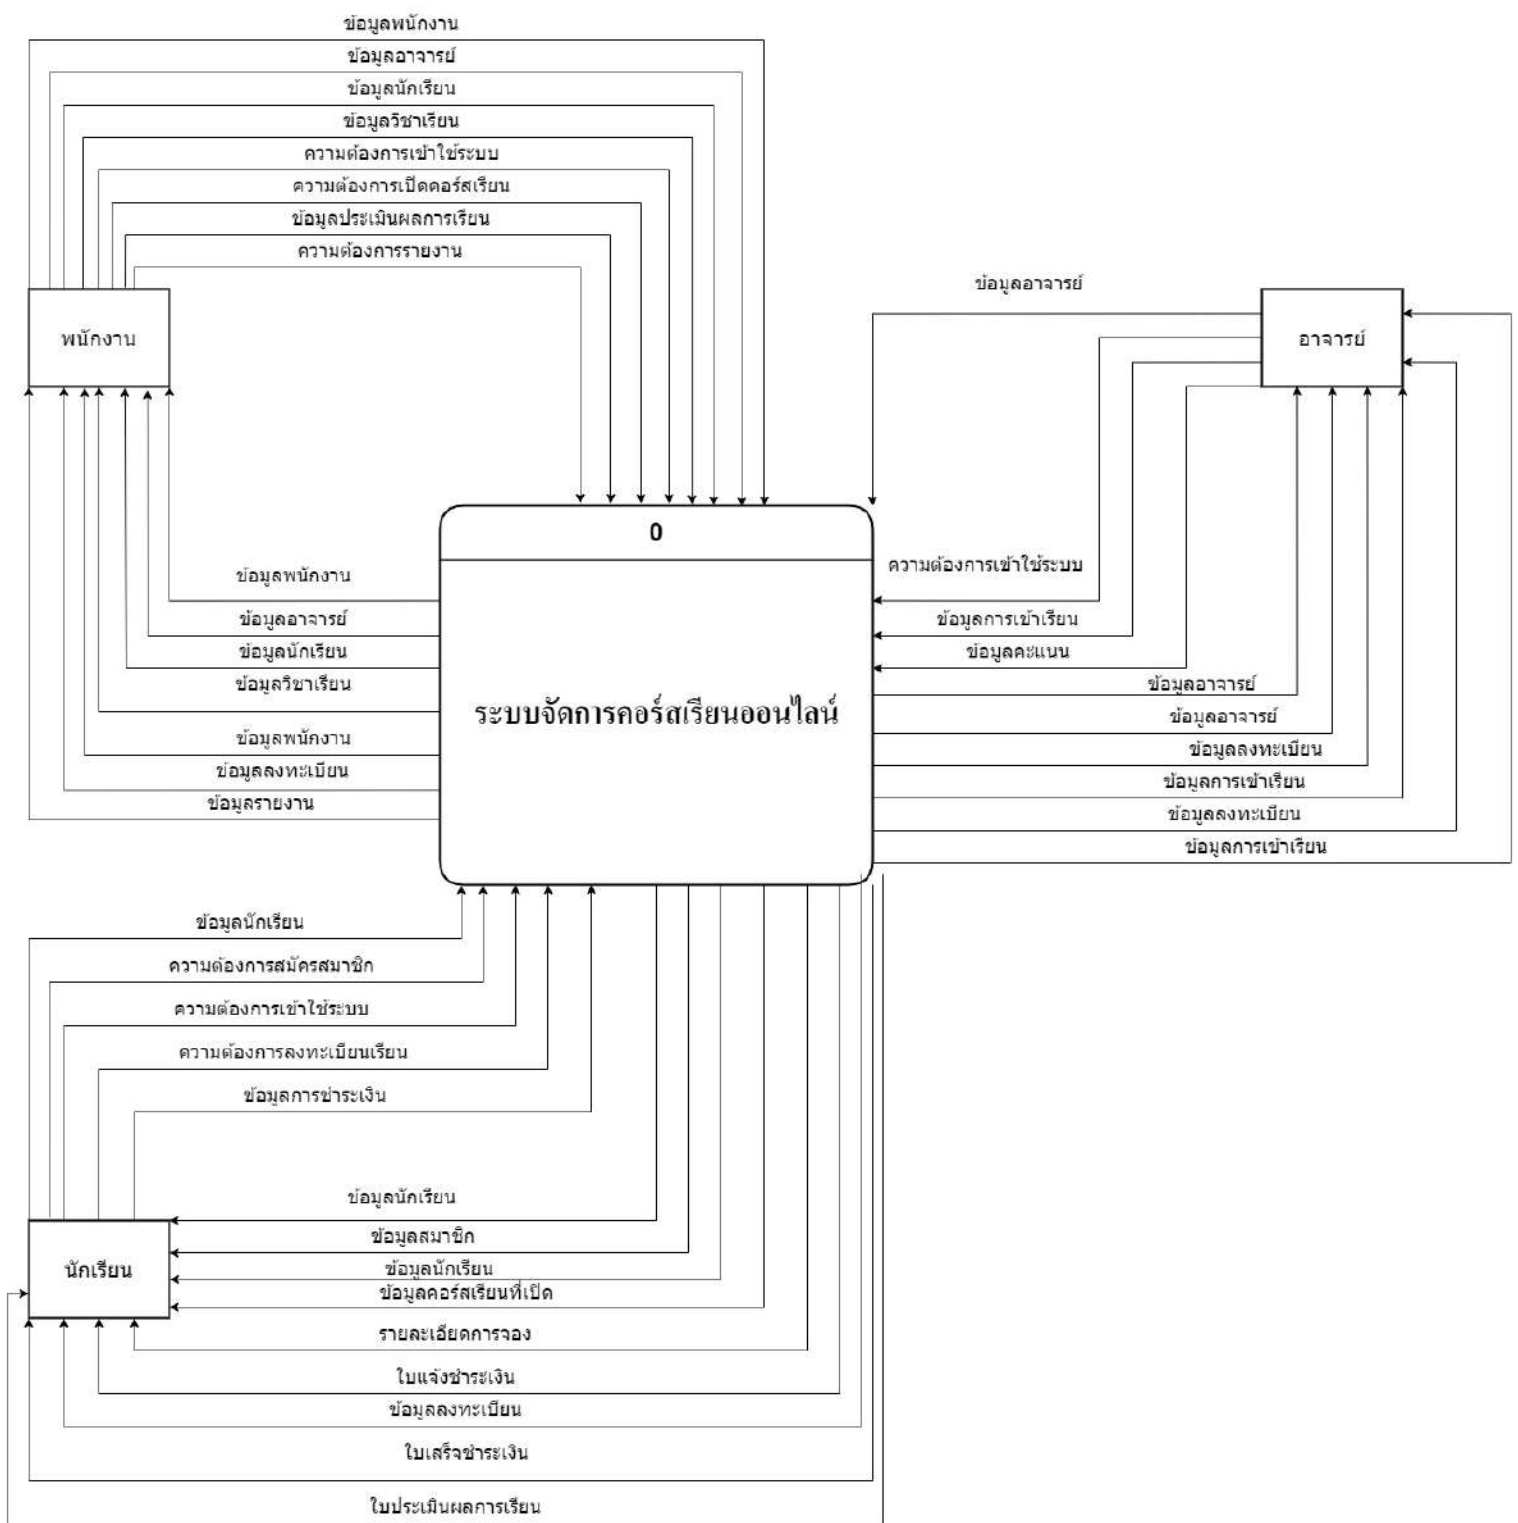 ข้อมูลพนักงาน
ข้อมูลอาจารย์
ข้อมูลนักเรียน
ข้อมูลวิชาเรียน
ความต้องการเข้าใช้ระบบ
ความต้องการเปิดคอร์สเรียน
ข้อมูลประเมินผลการเรียน
ความต้องการรายงาน
พนักงาน
ข้อมูลอาจารย์
อาจารย์
0
ระบบจัดการคอร์สเรียนออนไลน์
ข้อมูลพนักงาน
ข้อมูลอาจารย์
ข้อมูลนักเรียน
ข้อมูลวิชาเรียน
ข้อมูลพนักงาน
ข้อมูลลงทะเบียน
ข้อมูลรายงาน
ความต้องการเข้าใช้ระบบ
ข้อมูลการเข้าเรียน
ข้อมูลคะแนน
ข้อมูลอาจารย์
ข้อมูลอาจารย์
ข้อมูลลงทะเบียน
ข้อมูลการเข้าเรียน
ข้อมูลลงทะเบียน
ข้อมูลการเข้าเรียน
ข้อมูลนักเรียน
ความต้องการสมัครสมาชิก
ความต้องการเข้าใช้ระบบ
ความต้องการลงทะเบียนเรียน
ข้อมูลการชำระเงิน
นักเรียน
ข้อมูลนักเรียน
ข้อมูลสมาชิก
ข้อมูลนักเรียน
ข้อมูลคอร์สเรียนที่เปิด
รายละเอียดการจอง
ใบแจ้งชำระเงิน
ข้อมูลลงทะเบียน
ใบเสร็จชำระเงิน
ใบประเมินผลการเรียน